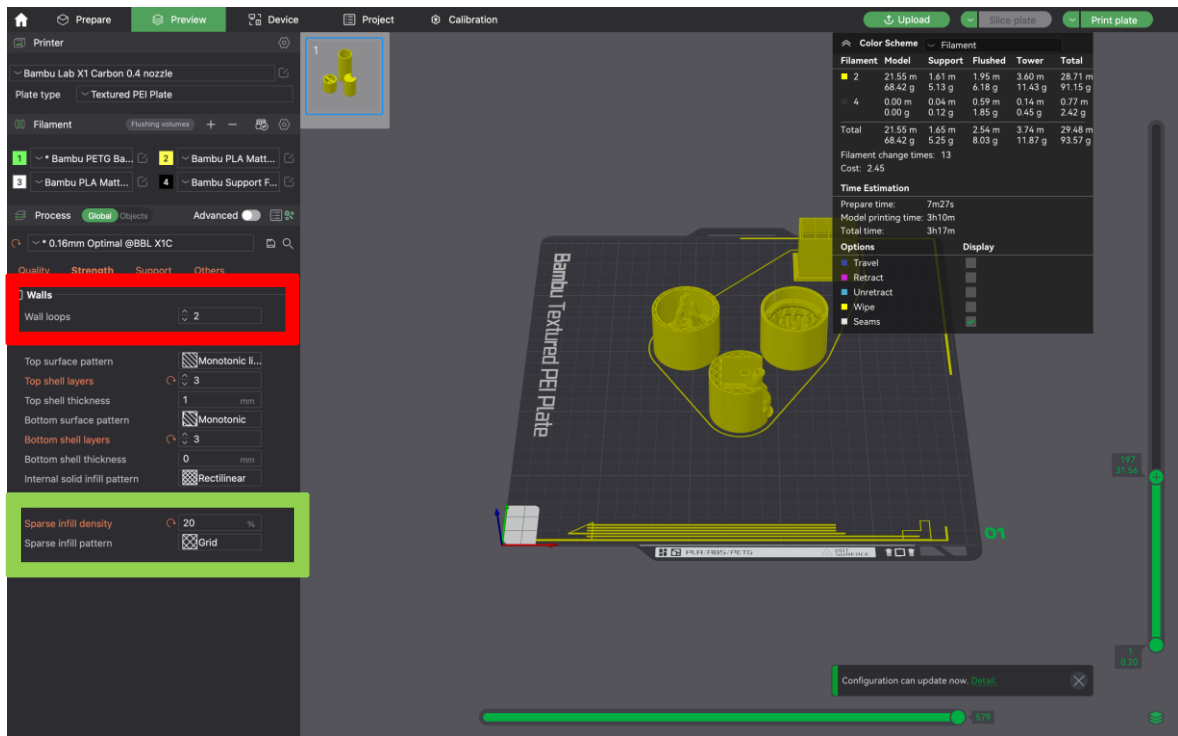 Prepare Preview Device Project Calibration Upload Slice plate Print plate
Printer
Bambu Lab X1 Carbon 0.4 nozzle
Plate type Textured PEI Plate
Filament Flushing volumes + −
1 * Bambu PETG Ba... 2 Bambu PLA Matt...
3 Bambu PLA Matt... 4 Bambu Support F...
Process Global Objects Advanced
* 0.16mm Optimal @BBL X1C
Quality Strength Support Others
Walls
Wall loops 2
Top surface pattern Monotonic li...
Top shell layers 3
Top shell thickness 1 mm
Bottom surface pattern Monotonic
Bottom shell layers 3
Bottom shell thickness 0 mm
Internal solid infill pattern Rectilinear
Sparse infill density 20 %
Sparse infill pattern Grid
1
Bambu Textured PEI Plate
PLA/ABS/PETG
HOT
SURFACE
01
Color Scheme Filament
Filament Model Support Flushed Tower Total
2 21.55 m 1.61 m 1.95 m 3.60 m 28.71 m
68.42 g 5.13 g 6.18 g 11.43 g 91.15 g
4 0.00 m 0.04 m 0.59 m 0.14 m 0.77 m
0.00 g 0.12 g 1.85 g 0.45 g 2.42 g
Total 21.55 m 1.65 m 2.54 m 3.74 m 29.48 m
68.42 g 5.25 g 8.03 g 11.87 g 93.57 g
Filament change times: 13
Cost: 2.45
Time Estimation
Prepare time: 7m27s
Model printing time: 3h10m
Total time: 3h17m
Options Display
Travel
Retract
Unretract
Wipe
Seams
197
31.56
1
0.20
Configuration can update now. Detail.
579